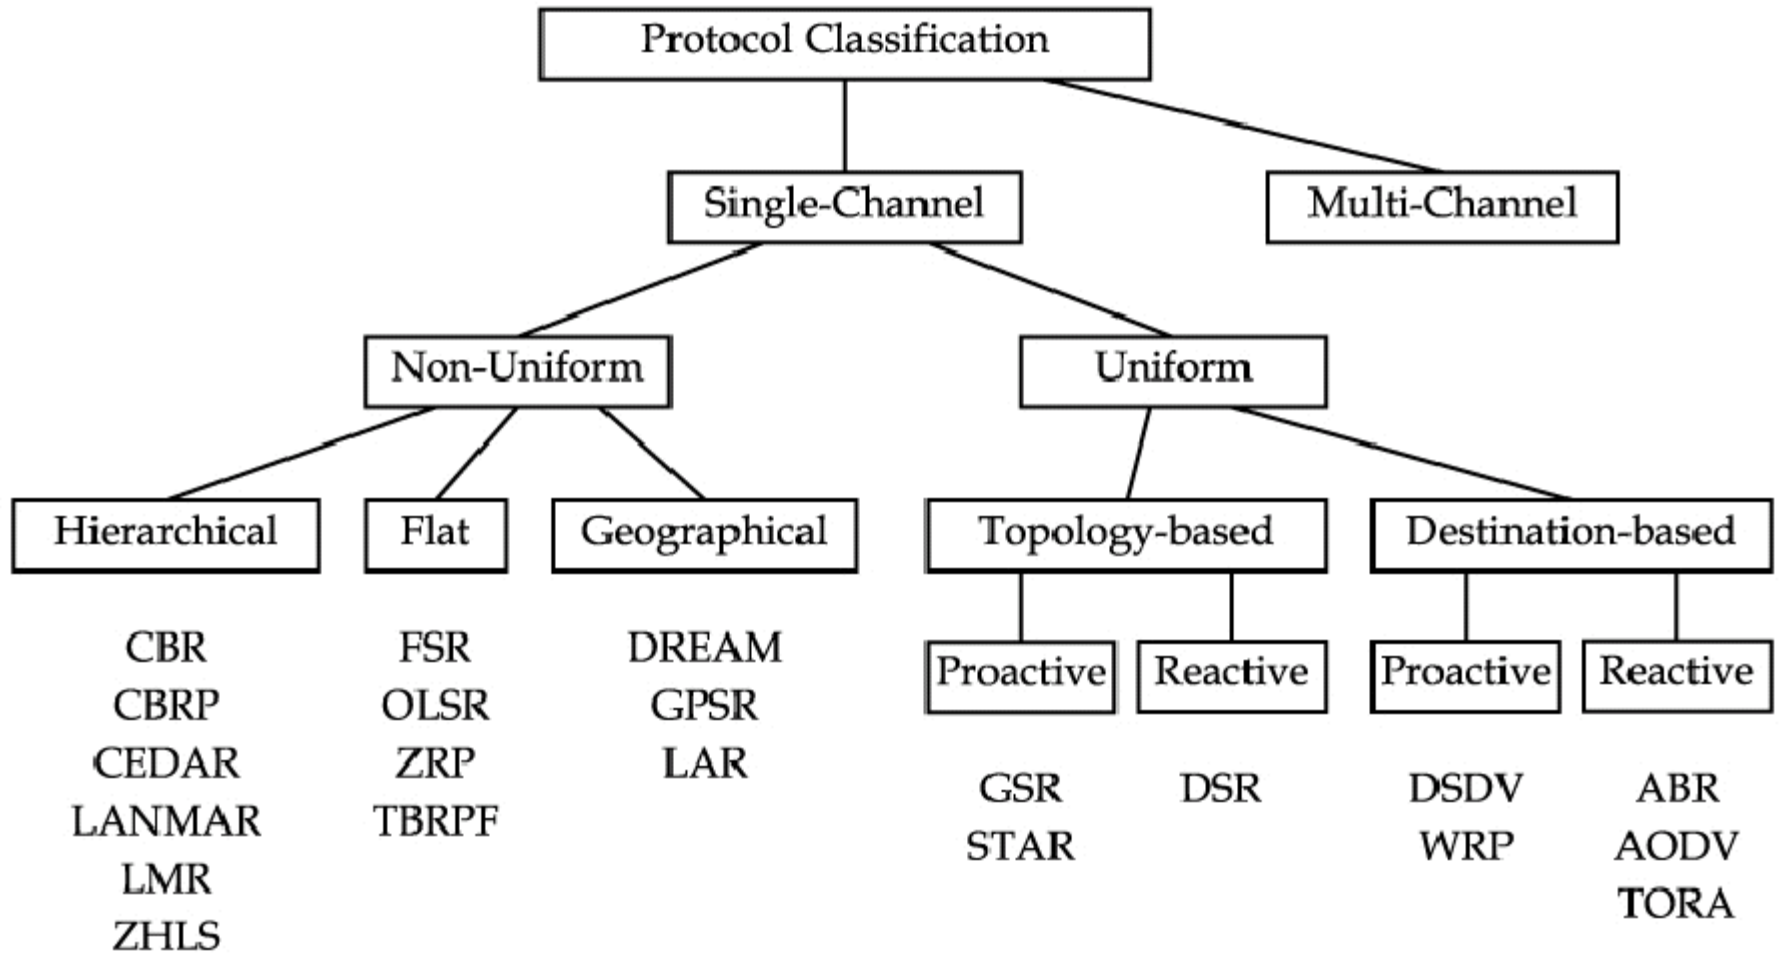 Protocol Classification
Single-Channel
Multi-Channel
Non-Uniform
Uniform
Hierarchical
Flat
Geographical
Topology-based
Destination-based
Proactive
Reactive
Proactive
Reactive
CBR
CBRP
CEDAR
LANMAR
LMR
ZHLS
FSR
OLSR
ZRP
TBRPF
DREAM
GPSR
LAR
GSR
STAR
DSR
DSDV
WRP
ABR
AODV
TORA